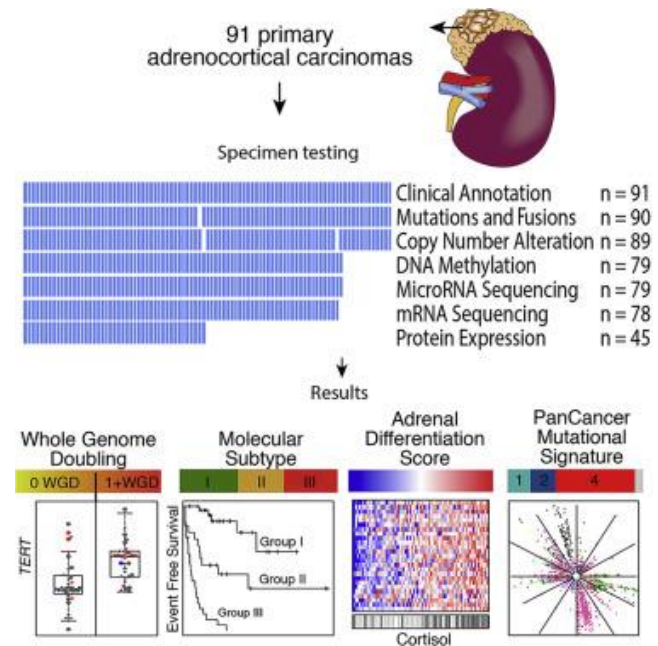 91 primary
adrenocortical carcinomas
Specimen testing
Clinical Annotation n = 91
Mutations and Fusions n = 90
Copy Number Alteration n = 89
DNA Methylation n = 79
MicroRNA Sequencing n = 79
mRNA Sequencing n = 78
Protein Expression n = 45
Results
Whole Genome
Doubling
0 WGD 1+WGD
TERT
Molecular
Subtype
I II III
Event Free Survival
Group I
Group II
Group III
Adrenal
Differentiation
Score
Cortisol
PanCancer
Mutational
Signature
1 2 4